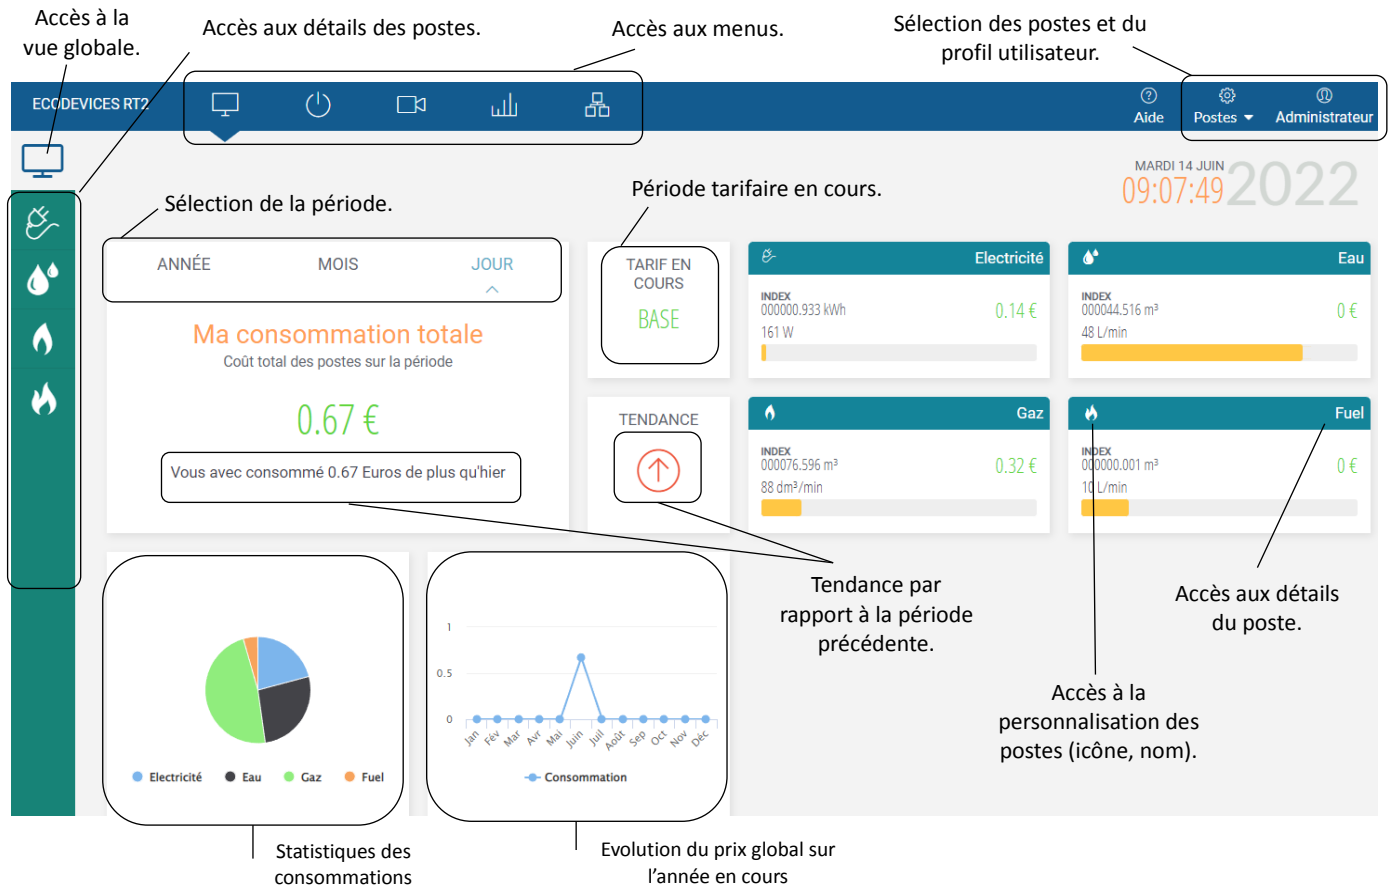 Accès à la
vue globale.
Accès aux détails des postes.
Accès aux menus.
Sélection des postes et du
profil utilisateur.
ECODEVICES RT2
Aide
Postes
Administrateur
MARDI 14 JUIN
09:07:49
2022
Sélection de la période.
Période tarifaire en cours.
ANNÉE
MOIS
JOUR
Ma consommation totale
Coût total des postes sur la période
0.67 €
Vous avec consommé 0.67 Euros de plus qu'hier
TARIF EN
COURS
BASE
TENDANCE
Electricité
INDEX
000000.933 kWh
0.14 €
161 W
Eau
INDEX
000044.516 m³
0 €
48 L/min
Gaz
INDEX
000076.596 m³
0.32 €
88 dm³/min
Fuel
INDEX
000000.001 m³
0 €
10 L/min
Tendance par
rapport à la période
précédente.
Accès aux détails
du poste.
Accès à la
personnalisation des
postes (icône, nom).
Electricité
Eau
Gaz
Fuel
1
0.5
0
Jan
Fév
Mar
Avr
Mai
Juin
Juil
Août
Sep
Oct
Nov
Déc
Consommation
Statistiques des
consommations
Evolution du prix global sur
l'année en cours